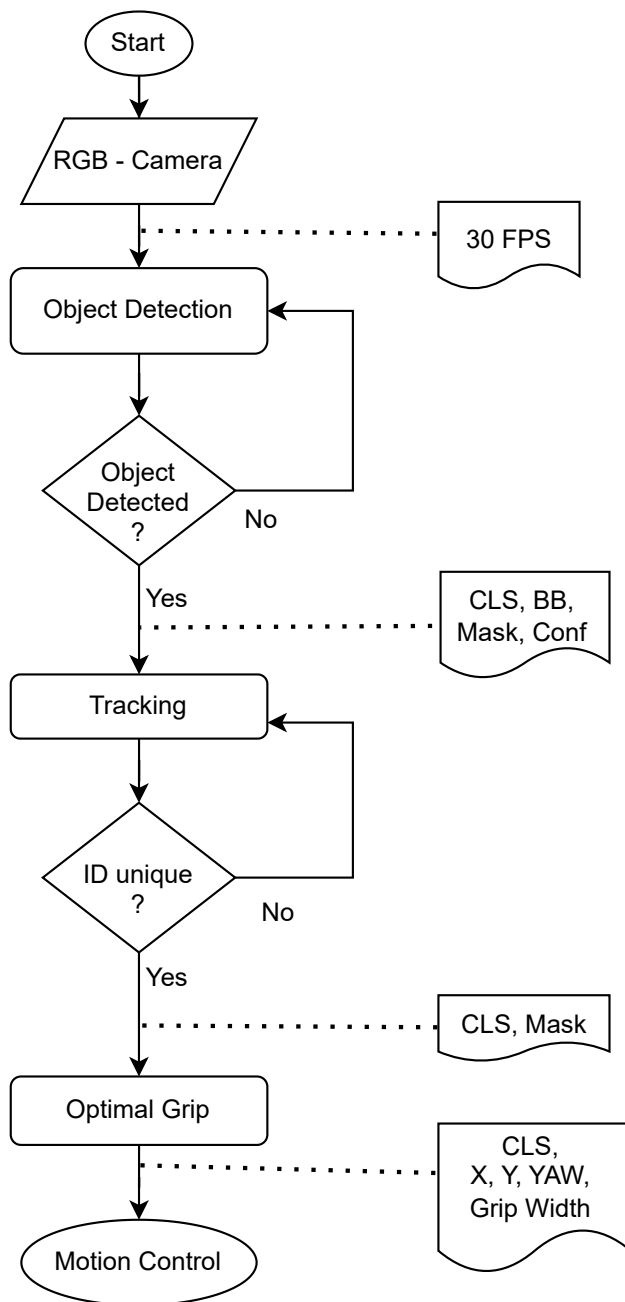 Start
RGB - Camera
30 FPS
Object Detection
Object
Detected
?
No
Yes
CLS, BB,
Mask, Conf
Tracking
ID unique
?
No
Yes
CLS, Mask
Optimal Grip
CLS,
X, Y, YAW,
Grip Width
Motion Control